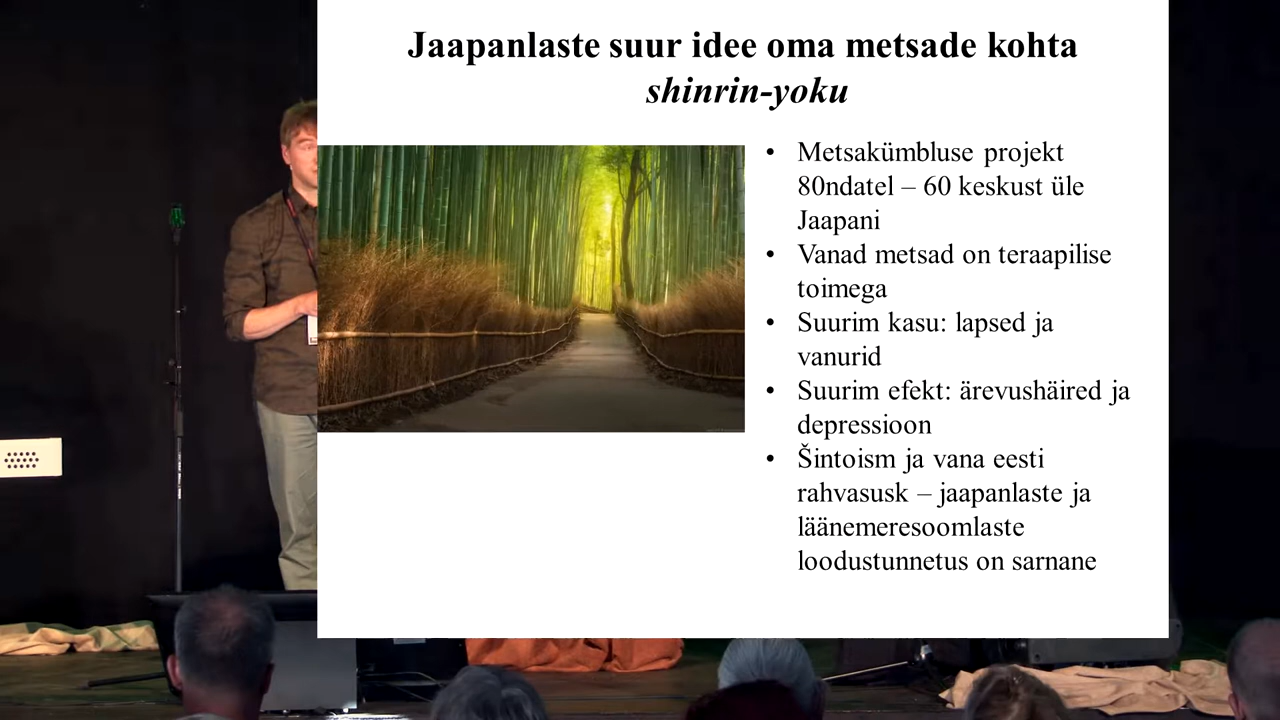 Jaapanlaste suur idee oma metsade kohta
shinrin-yoku
• Metsakümbluse projekt
80ndatel – 60 keskust üle
Jaapani
• Vanad metsad on teraapilise
toimega
• Suurim kasu: lapsed ja
vanurid
• Suurim efekt: ärevushäired ja
depressioon
• Šintoism ja vana eesti
rahvasusk – jaapanlaste ja
läänemeresoomlaste
loodustunnetus on sarnane